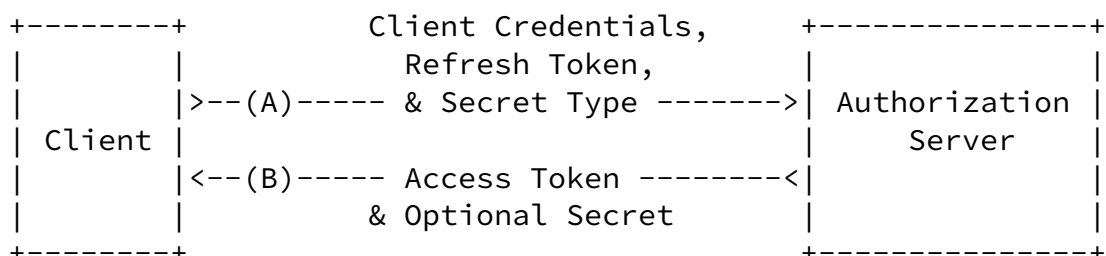 +--------+           Client Credentials,     +---------------+
|        |             Refresh Token,        |               |
|        |>--(A)----- & Secret Type ------->| Authorization |
| Client |                                  |     Server    |
|        |<--(B)----- Access Token --------<|               |
|        |          & Optional Secret       |               |
+--------+                                  +---------------+